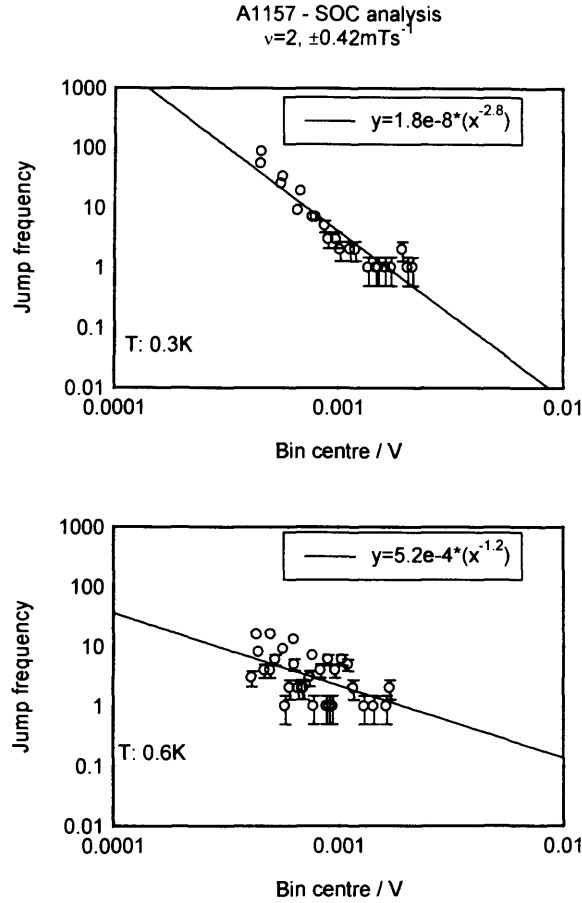 A1157 - SOC analysis
ν=2, ±0.42mTs⁻¹
1000
100
10
1
0.1
0.01
Jump frequency
y=1.8e-8*(x⁻²·⁸)
T: 0.3K
0.0001
0.001
0.01
Bin centre / V
1000
100
10
1
0.1
0.01
Jump frequency
y=5.2e-4*(x⁻¹·²)
T: 0.6K
0.0001
0.001
0.01
Bin centre / V